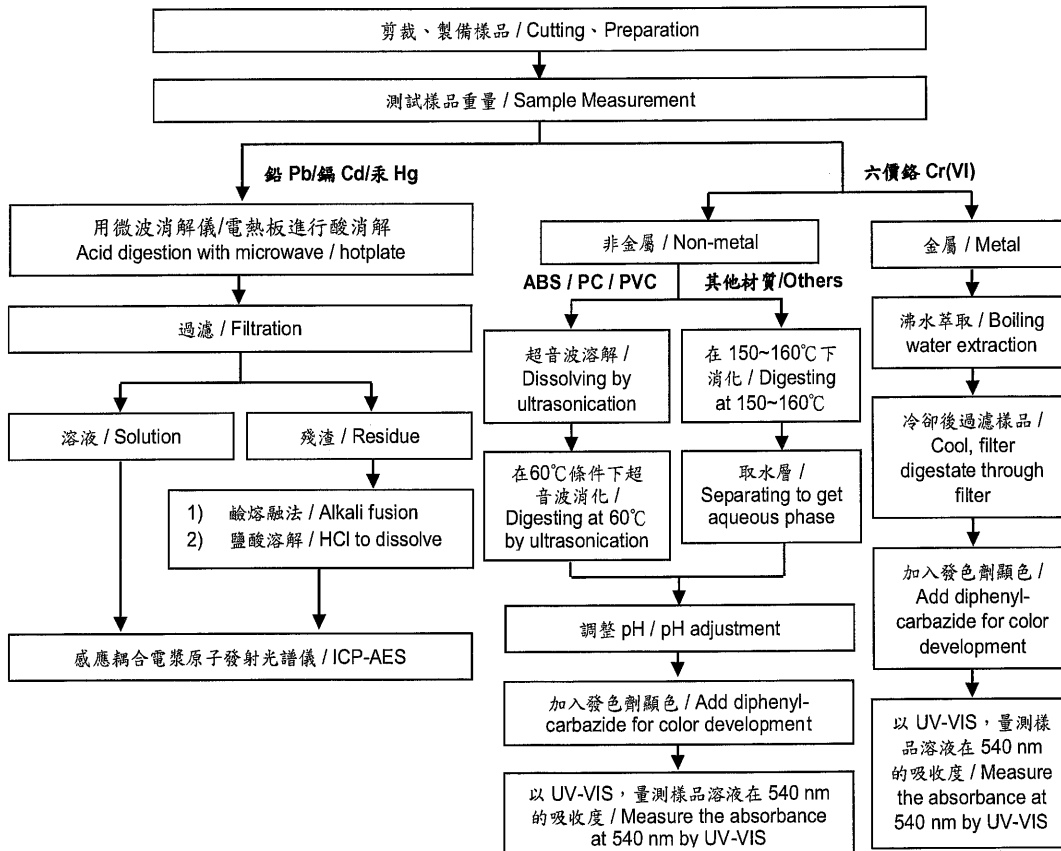 剪裁、製備樣品 / Cutting、Preparation
測試樣品重量 / Sample Measurement
鉛 Pb/鎘 Cd/汞 Hg
六價鉻 Cr(VI)
用微波消解儀/電熱板進行酸消解
Acid digestion with microwave / hotplate
過濾 / Filtration
溶液 / Solution
殘渣 / Residue
1) 鹼熔融法 / Alkali fusion
2) 鹽酸溶解 / HCl to dissolve
感應耦合電漿原子發射光譜儀 / ICP-AES
非金屬 / Non-metal
ABS / PC / PVC
其他材質/Others
超音波溶解 /
Dissolving by
ultrasonication
在60℃條件下超
音波消化 /
Digesting at 60℃
by ultrasonication
在 150~160℃下
消化 / Digesting
at 150~160℃
取水層 /
Separating to get
aqueous phase
調整 pH / pH adjustment
加入發色劑顯色 / Add diphenyl-
carbazide for color development
以 UV-VIS，量測樣品溶液在 540 nm
的吸收度 / Measure the absorbance
at 540 nm by UV-VIS
金屬 / Metal
沸水萃取 / Boiling
water extraction
冷卻後過濾樣品 /
Cool, filter
digestate through
filter
加入發色劑顯色 /
Add diphenyl-
carbazide for color
development
以 UV-VIS，量測樣
品溶液在 540 nm
的吸收度 / Measure
the absorbance at
540 nm by UV-VIS